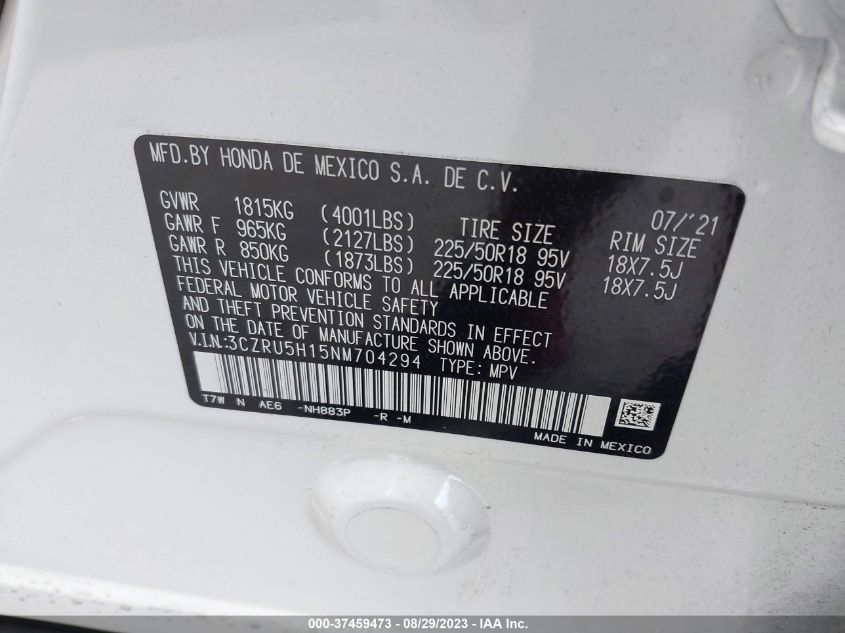 MFD.BY HONDA DE MEXICO S.A. DE C.V.
07/'21
GVWR 1815KG (4001LBS) TIRE SIZE RIM SIZE
GAWR F 965KG (2127LBS) 225/50R18 95V 18X7.5J
GAWR R 850KG (1873LBS) 225/50R18 95V 18X7.5J
THIS VEHICLE CONFORMS TO ALL APPLICABLE
FEDERAL MOTOR VEHICLE SAFETY
AND THEFT PREVENTION STANDARDS IN EFFECT
ON THE DATE OF MANUFACTURE SHOWN ABOVE.
V.I.N.:3CZRU5H15NM704294 TYPE: MPV
T7W N AE6 -NH883P -R -M
MADE IN MEXICO
000-37459473 - 08/29/2023 - IAA Inc.